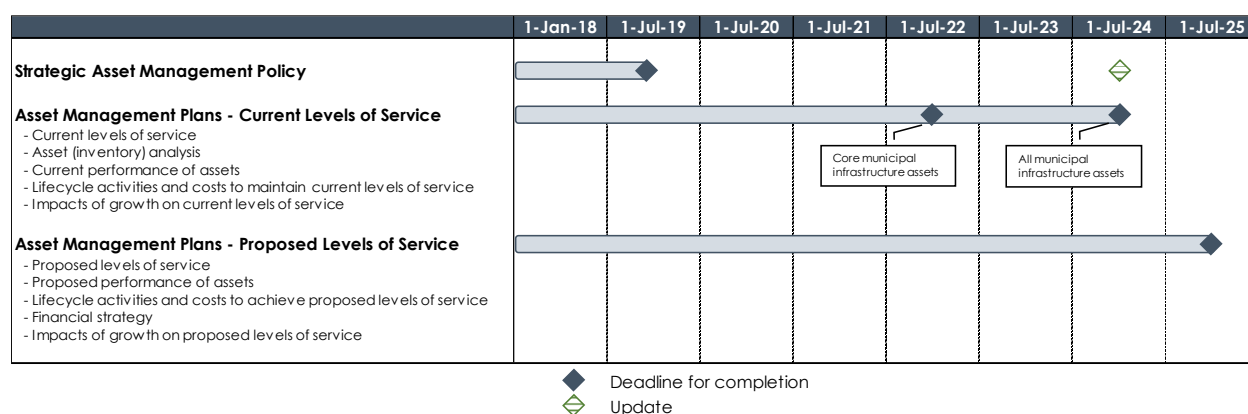 1-Jan-18 1-Jul-19 1-Jul-20 1-Jul-21 1-Jul-22 1-Jul-23 1-Jul-24 1-Jul-25
Strategic Asset Management Policy
Asset Management Plans - Current Levels of Service
- Current levels of service
- Asset (inventory) analysis
- Current performance of assets
- Lifecycle activities and costs to maintain current levels of service
- Impacts of growth on current levels of service
Core municipal
infrastructure assets
All municipal
infrastructure assets
Asset Management Plans - Proposed Levels of Service
- Proposed levels of service
- Proposed performance of assets
- Lifecycle activities and costs to achieve proposed levels of service
- Financial strategy
- Impacts of growth on proposed levels of service
Deadline for completion
Update